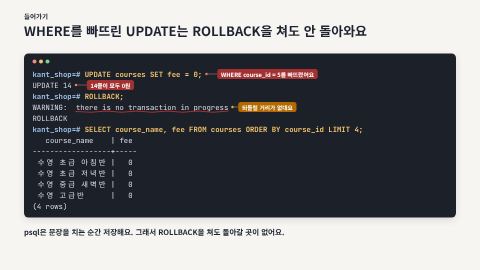 들어가기
WHERE를 빠뜨린 UPDATE는 ROLLBACK을 쳐도 안 돌아와요
kant_shop=# UPDATE courses SET fee = 0; WHERE course_id = 5를 빠뜨렸어요
UPDATE 14 14줄이 모두 0원
kant_shop=# ROLLBACK;
WARNING:  there is no transaction in progress 되돌릴 거리가 없대요
ROLLBACK
kant_shop=# SELECT course_name, fee FROM courses ORDER BY course_id LIMIT 4;
course_name | fee
------------------+-----
수영 초급 아침반 | 0
수영 초급 저녁반 | 0
수영 중급 새벽반 | 0
수영 고급반 | 0
(4 rows)
psql은 문장을 치는 순간 저장해요. 그래서 ROLLBACK을 쳐도 돌아갈 곳이 없어요.